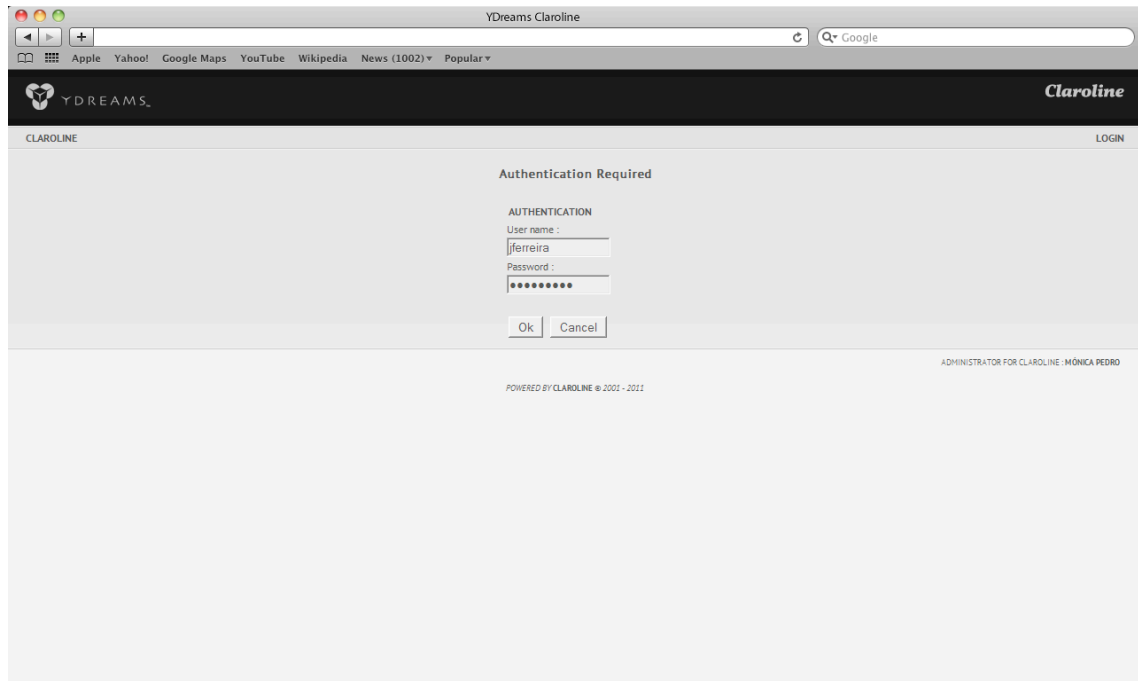 YDreams Claroline
Google
Apple Yahoo! Google Maps YouTube Wikipedia News (1002) Popular
YDREAMS
Claroline
CLAROLINE LOGIN
Authentication Required
AUTHENTICATION
User name :
jferreira
Password :
•••••••••
Ok Cancel
ADMINISTRATOR FOR CLAROLINE : MÓNICA PEDRO
POWERED BY CLAROLINE © 2001 - 2011